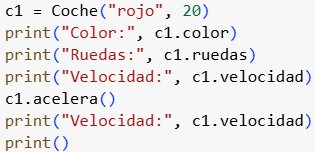 c1 = Coche("rojo", 20)
print("Color:", c1.color)
print("Ruedas:", c1.ruedas)
print("Velocidad:", c1.velocidad)
c1.acelera()
print("Velocidad:", c1.velocidad)
print()